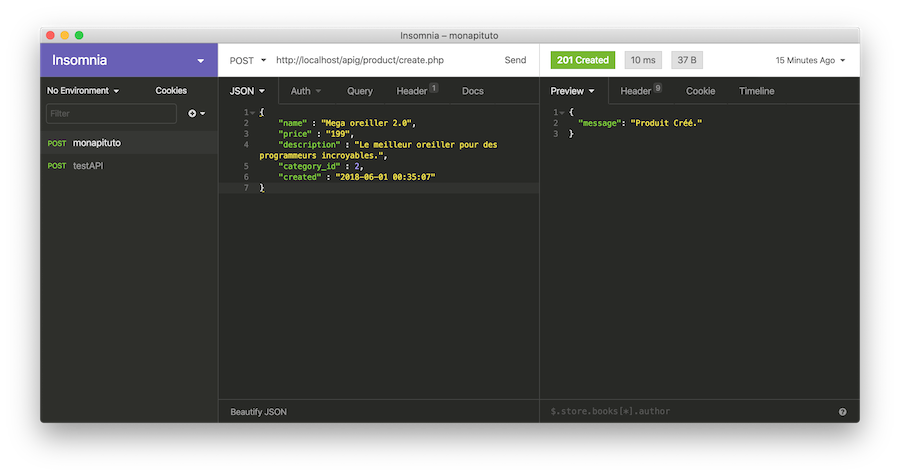 Insomnia – monapituto
Insomnia
POST http://localhost/apig/product/create.php Send
201 Created 10 ms 37 B 15 Minutes Ago
No Environment Cookies
JSON Auth Query Header 1 Docs
Preview Header 9 Cookie Timeline
Filter
POST monapituto
POST testAPI
1 {
2 "name" : "Mega oreiller 2.0",
3 "price" : "199",
4 "description" : "Le meilleur oreiller pour des
programmeurs incroyables.",
5 "category_id" : 2,
6 "created" : "2018-06-01 00:35:07"
7 }
1 {
2 "message": "Produit Créé."
3 }
Beautify JSON
$.store.books[*].author